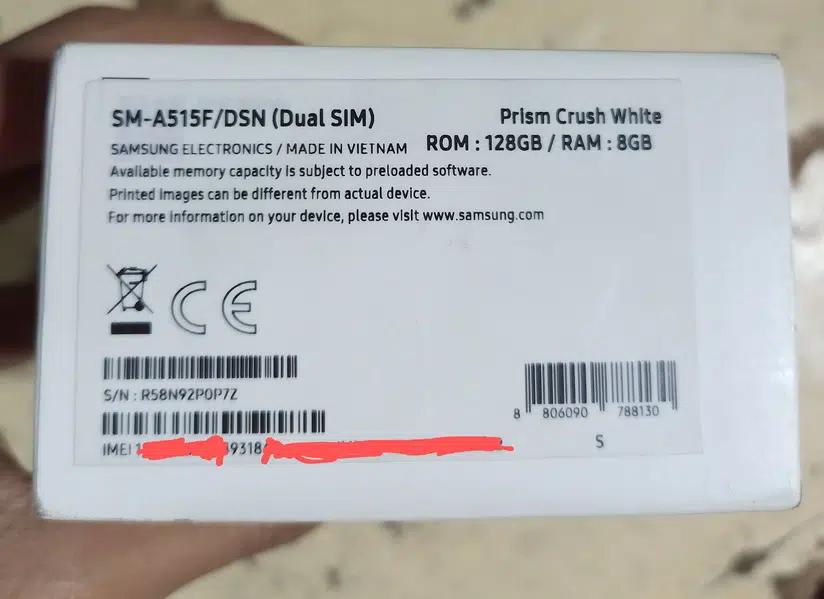 SM-A515F/DSN (Dual SIM)
Prism Crush White
SAMSUNG ELECTRONICS / MADE IN VIETNAM
ROM : 128GB / RAM : 8GB
Available memory capacity is subject to preloaded software.
Printed images can be different from actual device.
For more information on your device, please visit www.samsung.com
CE
S/N : R58N92P0P7Z
8 806090 788130
IMEI
S